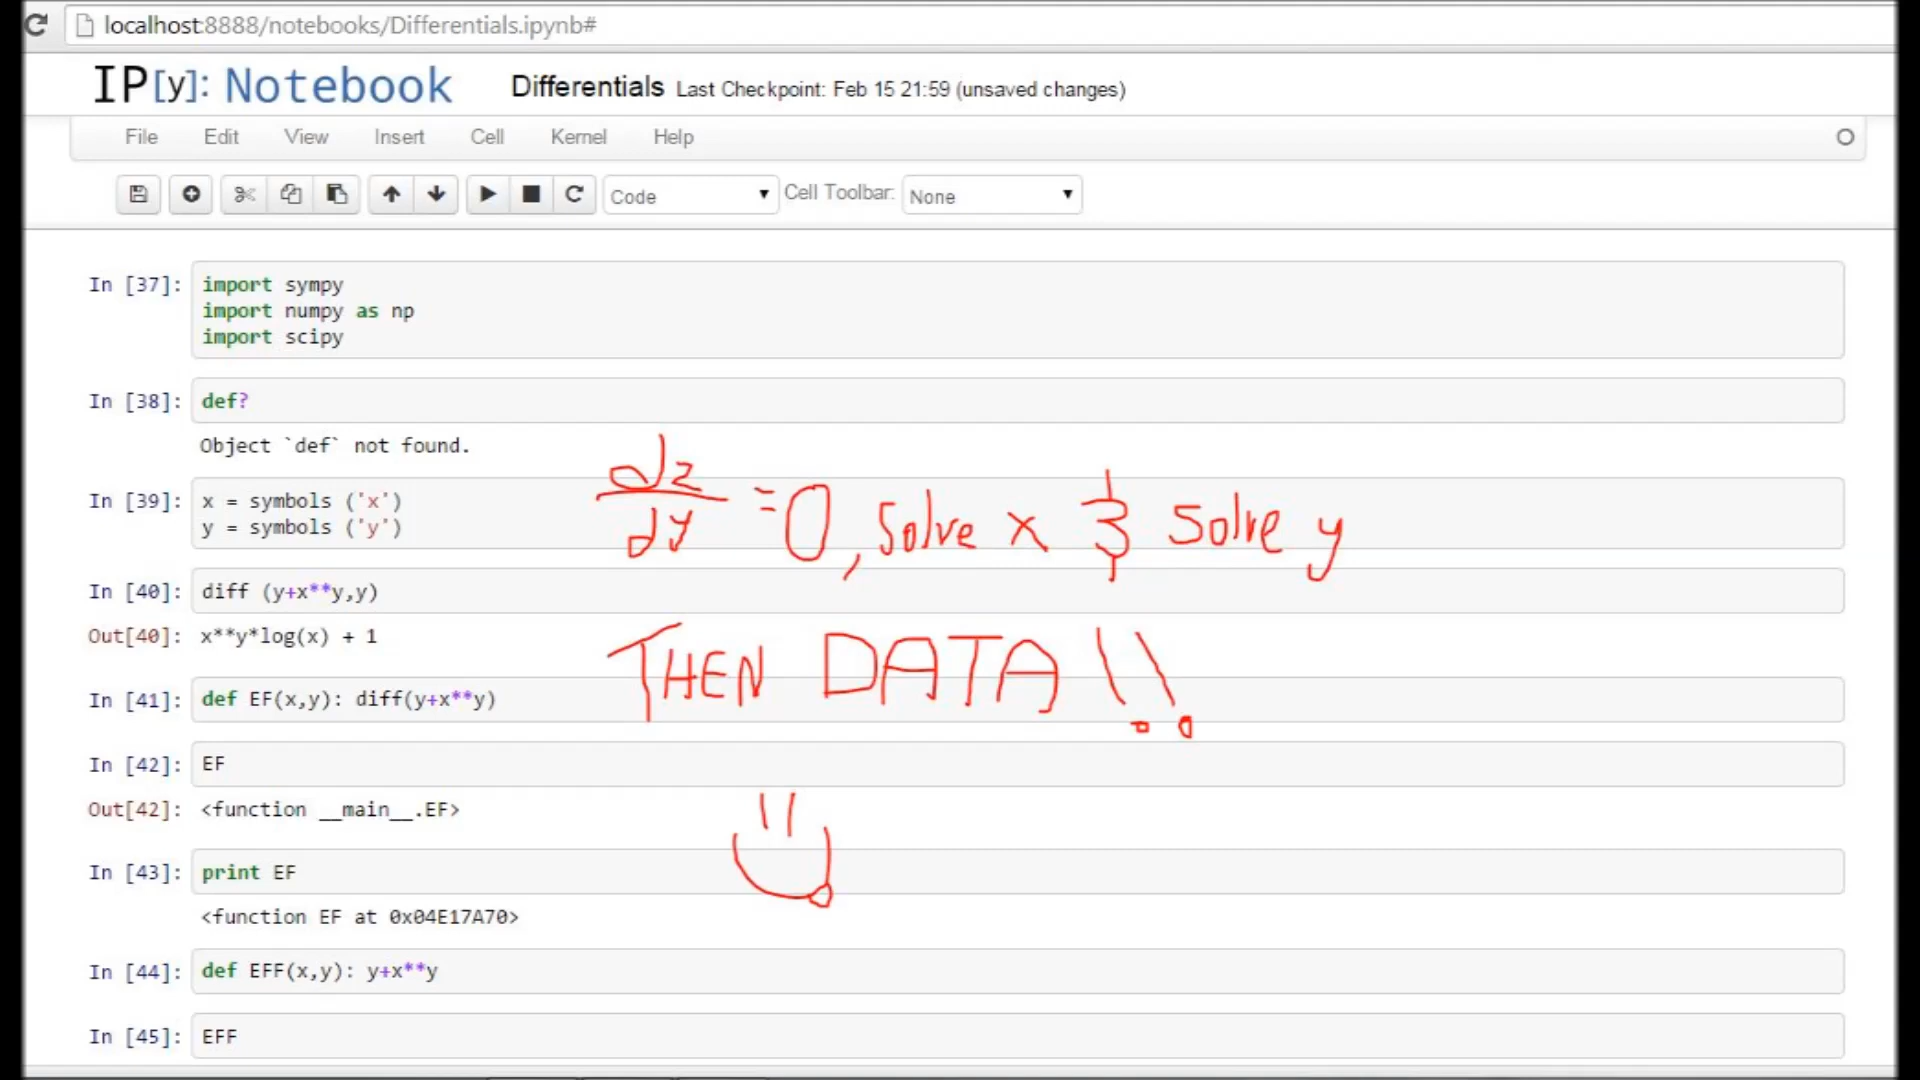 localhost:8888/notebooks/Differentials.ipynb#
IP[y]: Notebook Differentials Last Checkpoint: Feb 15 21:59 (unsaved changes)
File Edit View Insert Cell Kernel Help
Code Cell Toolbar: None
In [37]: import sympy
import numpy as np
import scipy
In [38]: def?
Object `def` not found.
In [39]: x = symbols ('x')
y = symbols ('y')
dz
dy
=0, solve x & solve y
In [40]: diff (y+x**y,y)
Out[40]: x**y*log(x) + 1
THEN DATA!!
In [41]: def EF(x,y): diff(y+x**y)
In [42]: EF
Out[42]: <function __main__.EF>
In [43]: print EF
<function EF at 0x04E17A70>
In [44]: def EFF(x,y): y+x**y
In [45]: EFF